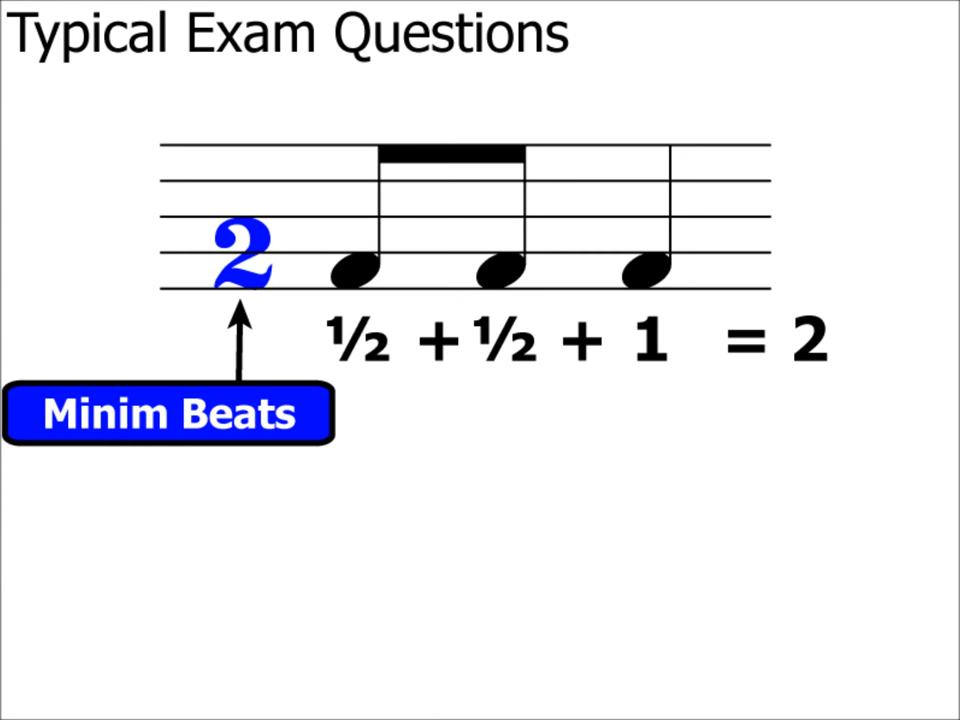 Typical Exam Questions
2
½ + ½ + 1 = 2
Minim Beats